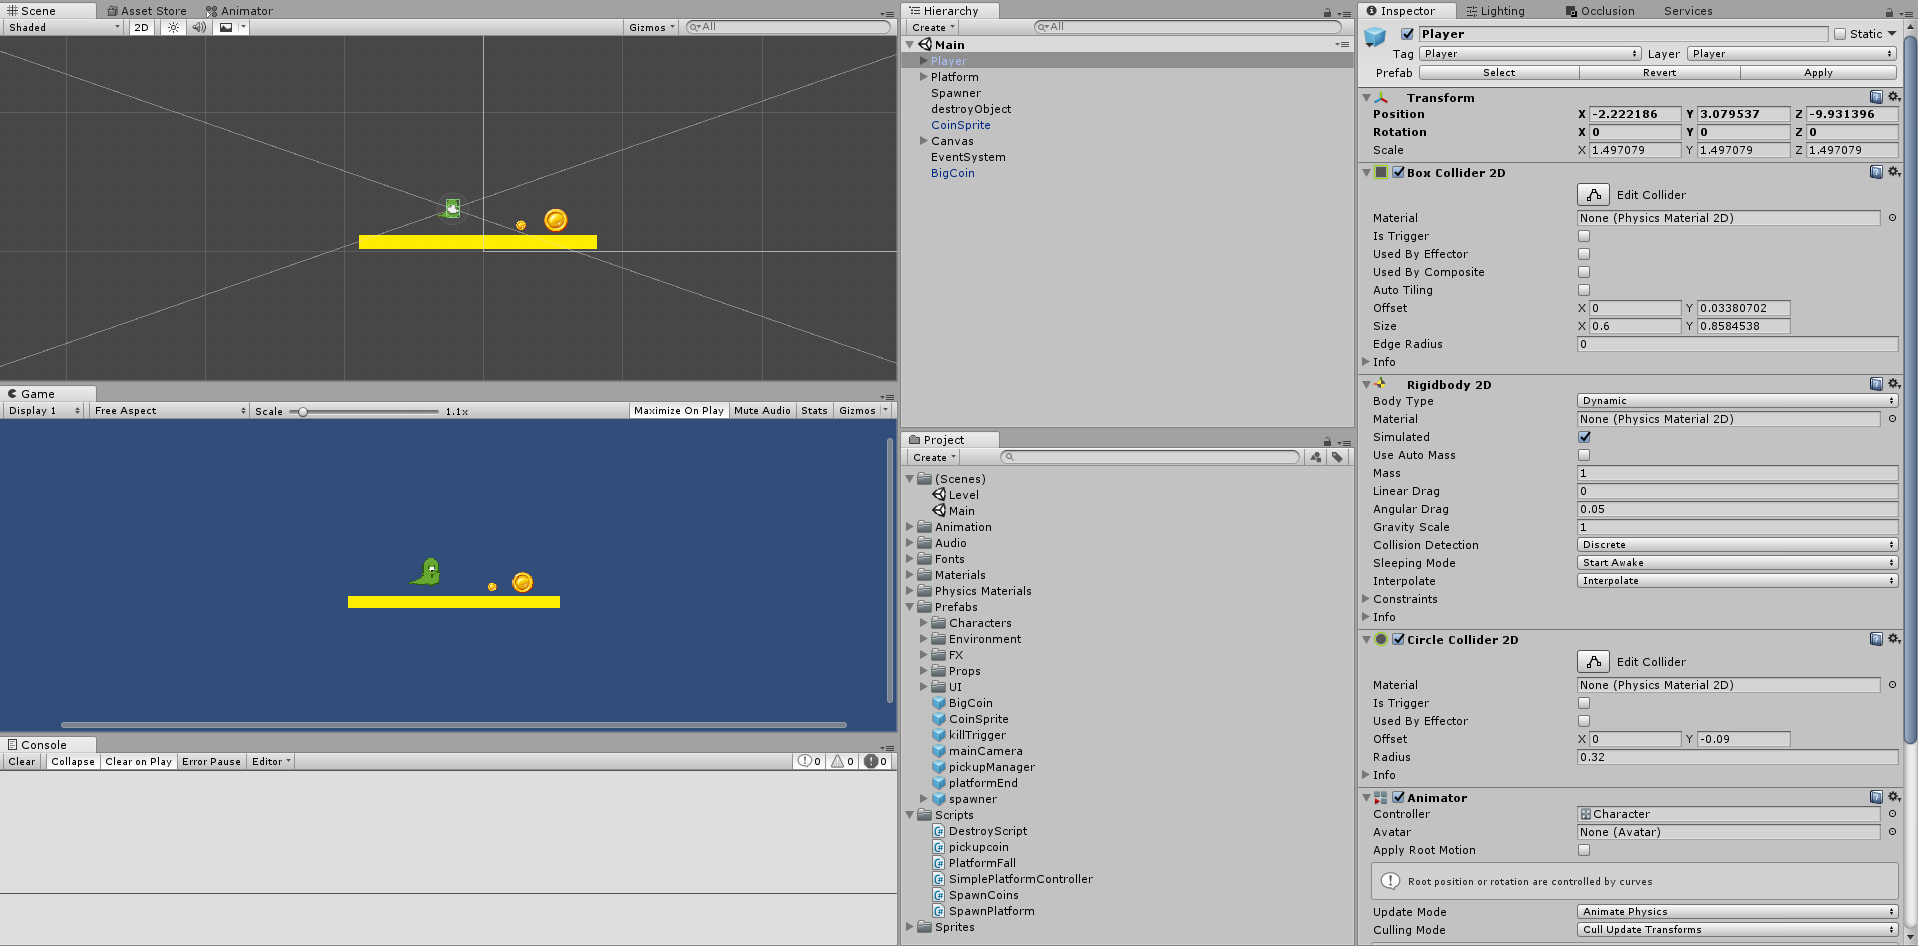 Scene
Asset Store
Animator
Shaded
2D
Gizmos
All
Game
Display 1
Free Aspect
Scale
1.1x
Maximize On Play
Mute Audio
Stats
Gizmos
Console
Clear
Collapse
Clear on Play
Error Pause
Editor
0
0
0
Hierarchy
Create
All
Main
Player
Platform
Spawner
destroyObject
CoinSprite
Canvas
EventSystem
BigCoin
Project
Create
(Scenes)
Level
Main
Animation
Audio
Fonts
Materials
Physics Materials
Prefabs
Characters
Environment
FX
Props
UI
BigCoin
CoinSprite
killTrigger
mainCamera
pickupManager
platformEnd
spawner
Scripts
DestroyScript
pickupcoin
PlatformFall
SimplePlatformController
SpawnCoins
SpawnPlatform
Sprites
Inspector
Lighting
Occlusion
Services
Player
Static
Tag Player Layer Player
Prefab Select Revert Apply
Transform
Position X -2.222186 Y 3.079537 Z -9.931396
Rotation X 0 Y 0 Z 0
Scale X 1.497079 Y 1.497079 Z 1.497079
Box Collider 2D
Edit Collider
Material None (Physics Material 2D)
Is Trigger
Used By Effector
Used By Composite
Auto Tiling
Offset X 0 Y 0.03380702
Size X 0.6 Y 0.8584538
Edge Radius 0
Info
Rigidbody 2D
Body Type Dynamic
Material None (Physics Material 2D)
Simulated
Use Auto Mass
Mass 1
Linear Drag 0
Angular Drag 0.05
Gravity Scale 1
Collision Detection Discrete
Sleeping Mode Start Awake
Interpolate Interpolate
Constraints
Info
Circle Collider 2D
Edit Collider
Material None (Physics Material 2D)
Is Trigger
Used By Effector
Offset X 0 Y -0.09
Radius 0.32
Info
Animator
Controller Character
Avatar None (Avatar)
Apply Root Motion
Root position or rotation are controlled by curves
Update Mode Animate Physics
Culling Mode Cull Update Transforms